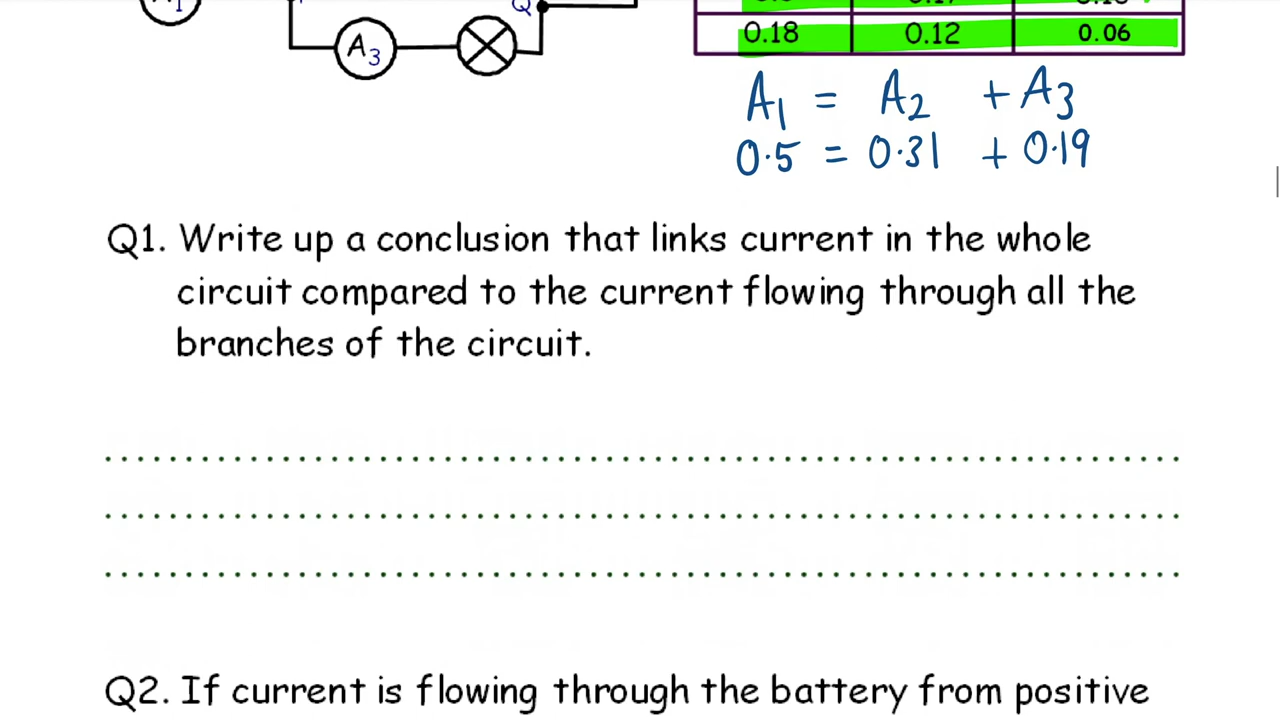 Q
A3
0.18 0.12 0.06
A1 = A2 + A3
0.5 = 0.31 + 0.19
Q1. Write up a conclusion that links current in the whole
circuit compared to the current flowing through all the
branches of the circuit.
Q2. If current is flowing through the battery from positive